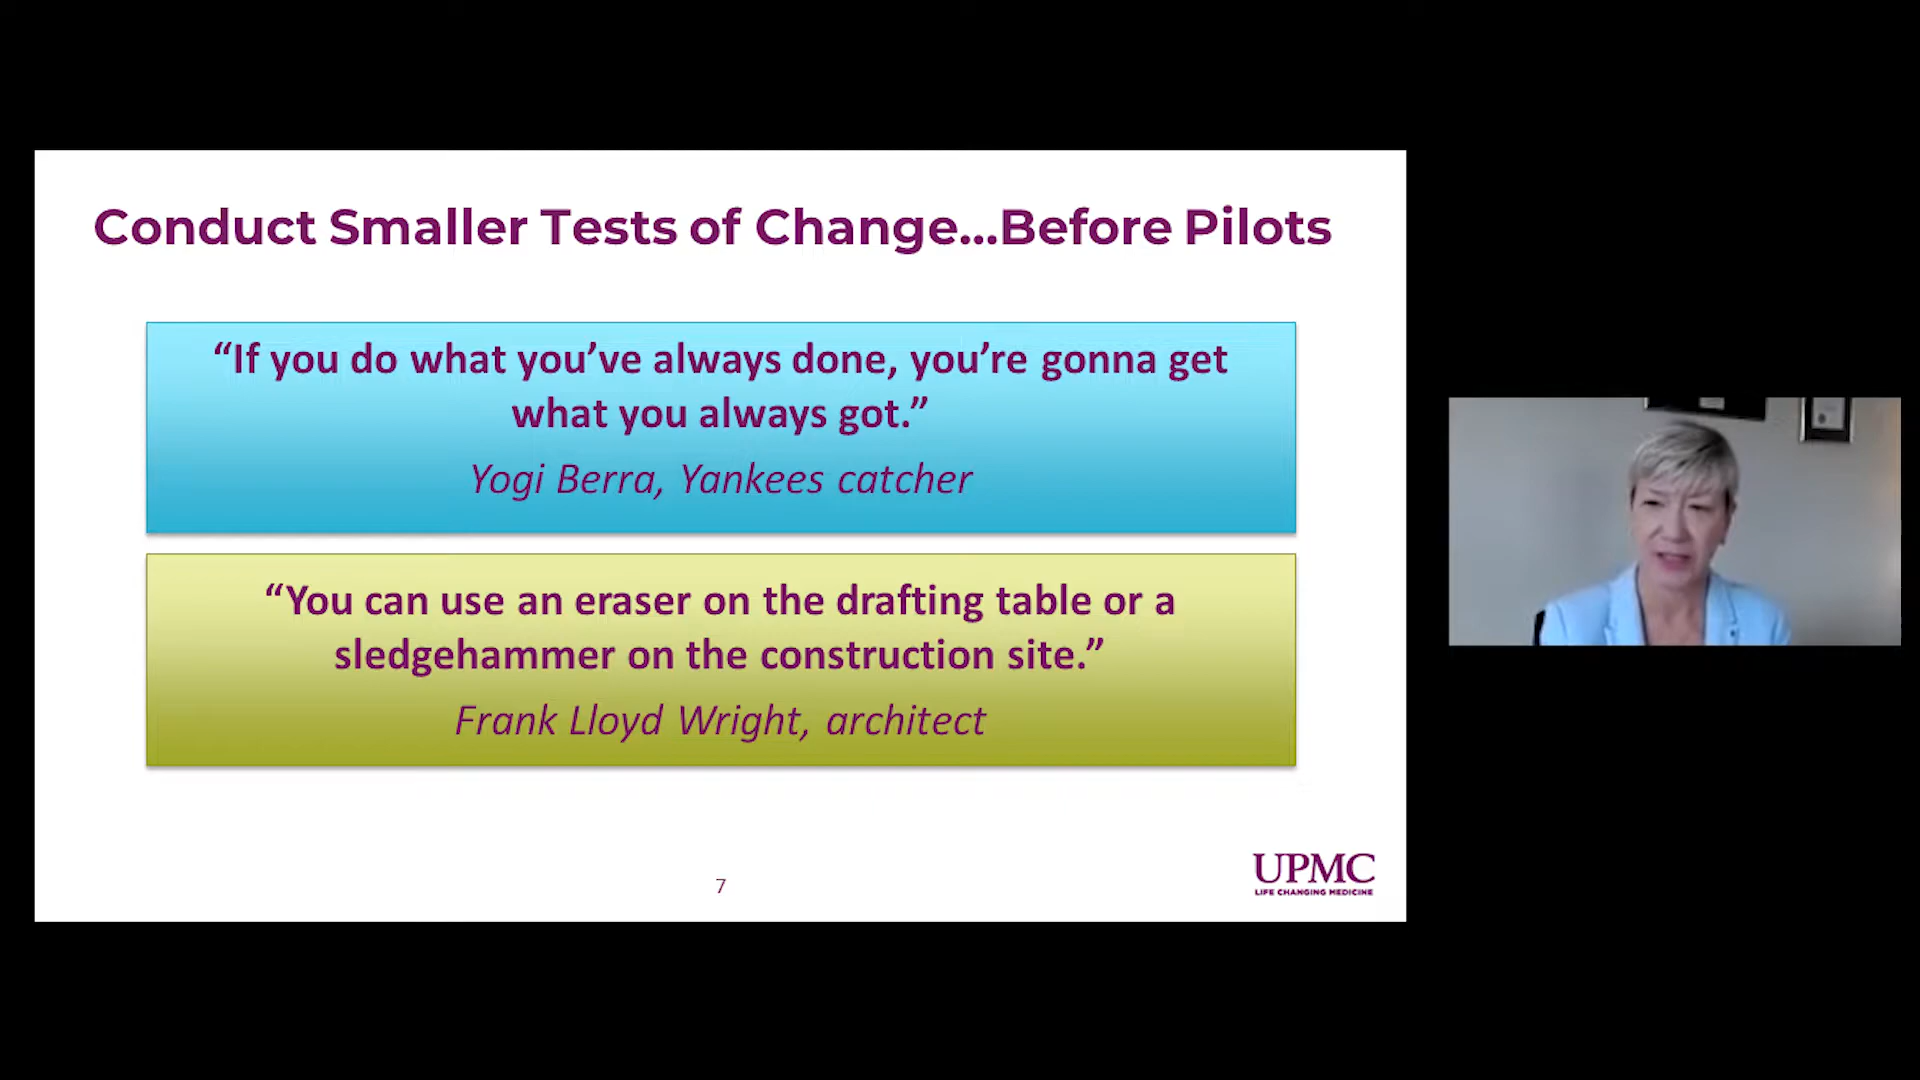 Conduct Smaller Tests of Change...Before Pilots
“If you do what you’ve always done, you’re gonna get
what you always got.”
Yogi Berra, Yankees catcher
“You can use an eraser on the drafting table or a
sledgehammer on the construction site.”
Frank Lloyd Wright, architect
7
UPMC
LIFE CHANGING MEDICINE